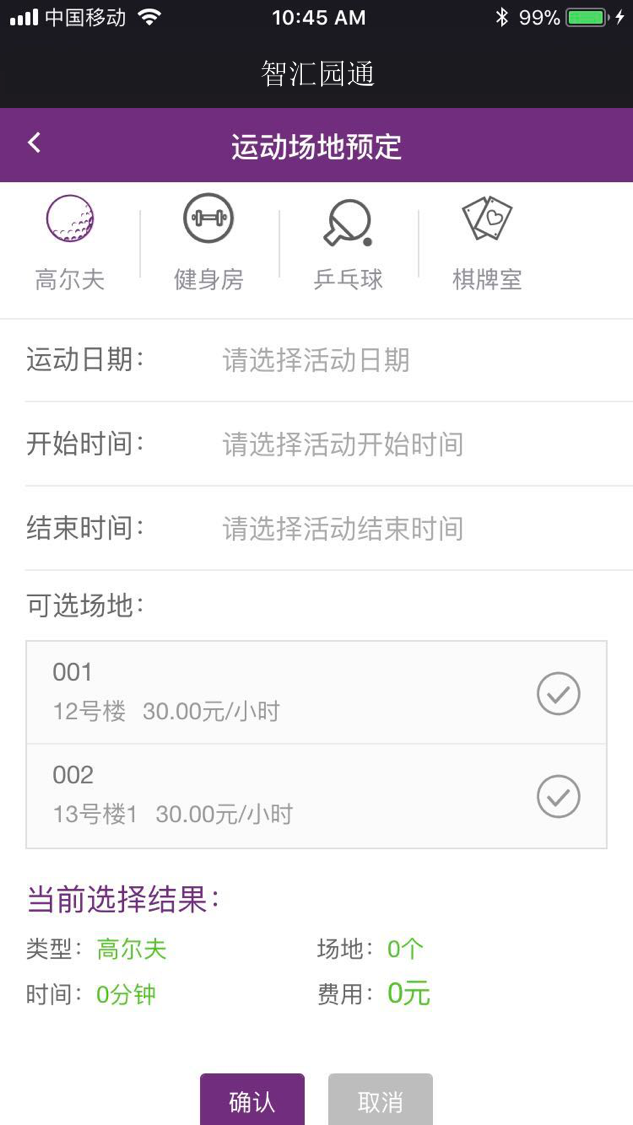 中国移动 10:45 AM 99%
智汇园通
运动场地预定
高尔夫 健身房 乒乓球 棋牌室
运动日期： 请选择活动日期
开始时间： 请选择活动开始时间
结束时间： 请选择活动结束时间
可选场地：
001
12号楼 30.00元/小时
002
13号楼1 30.00元/小时
当前选择结果：
类型：高尔夫 场地：0个
时间：0分钟 费用：0元
确认 取消